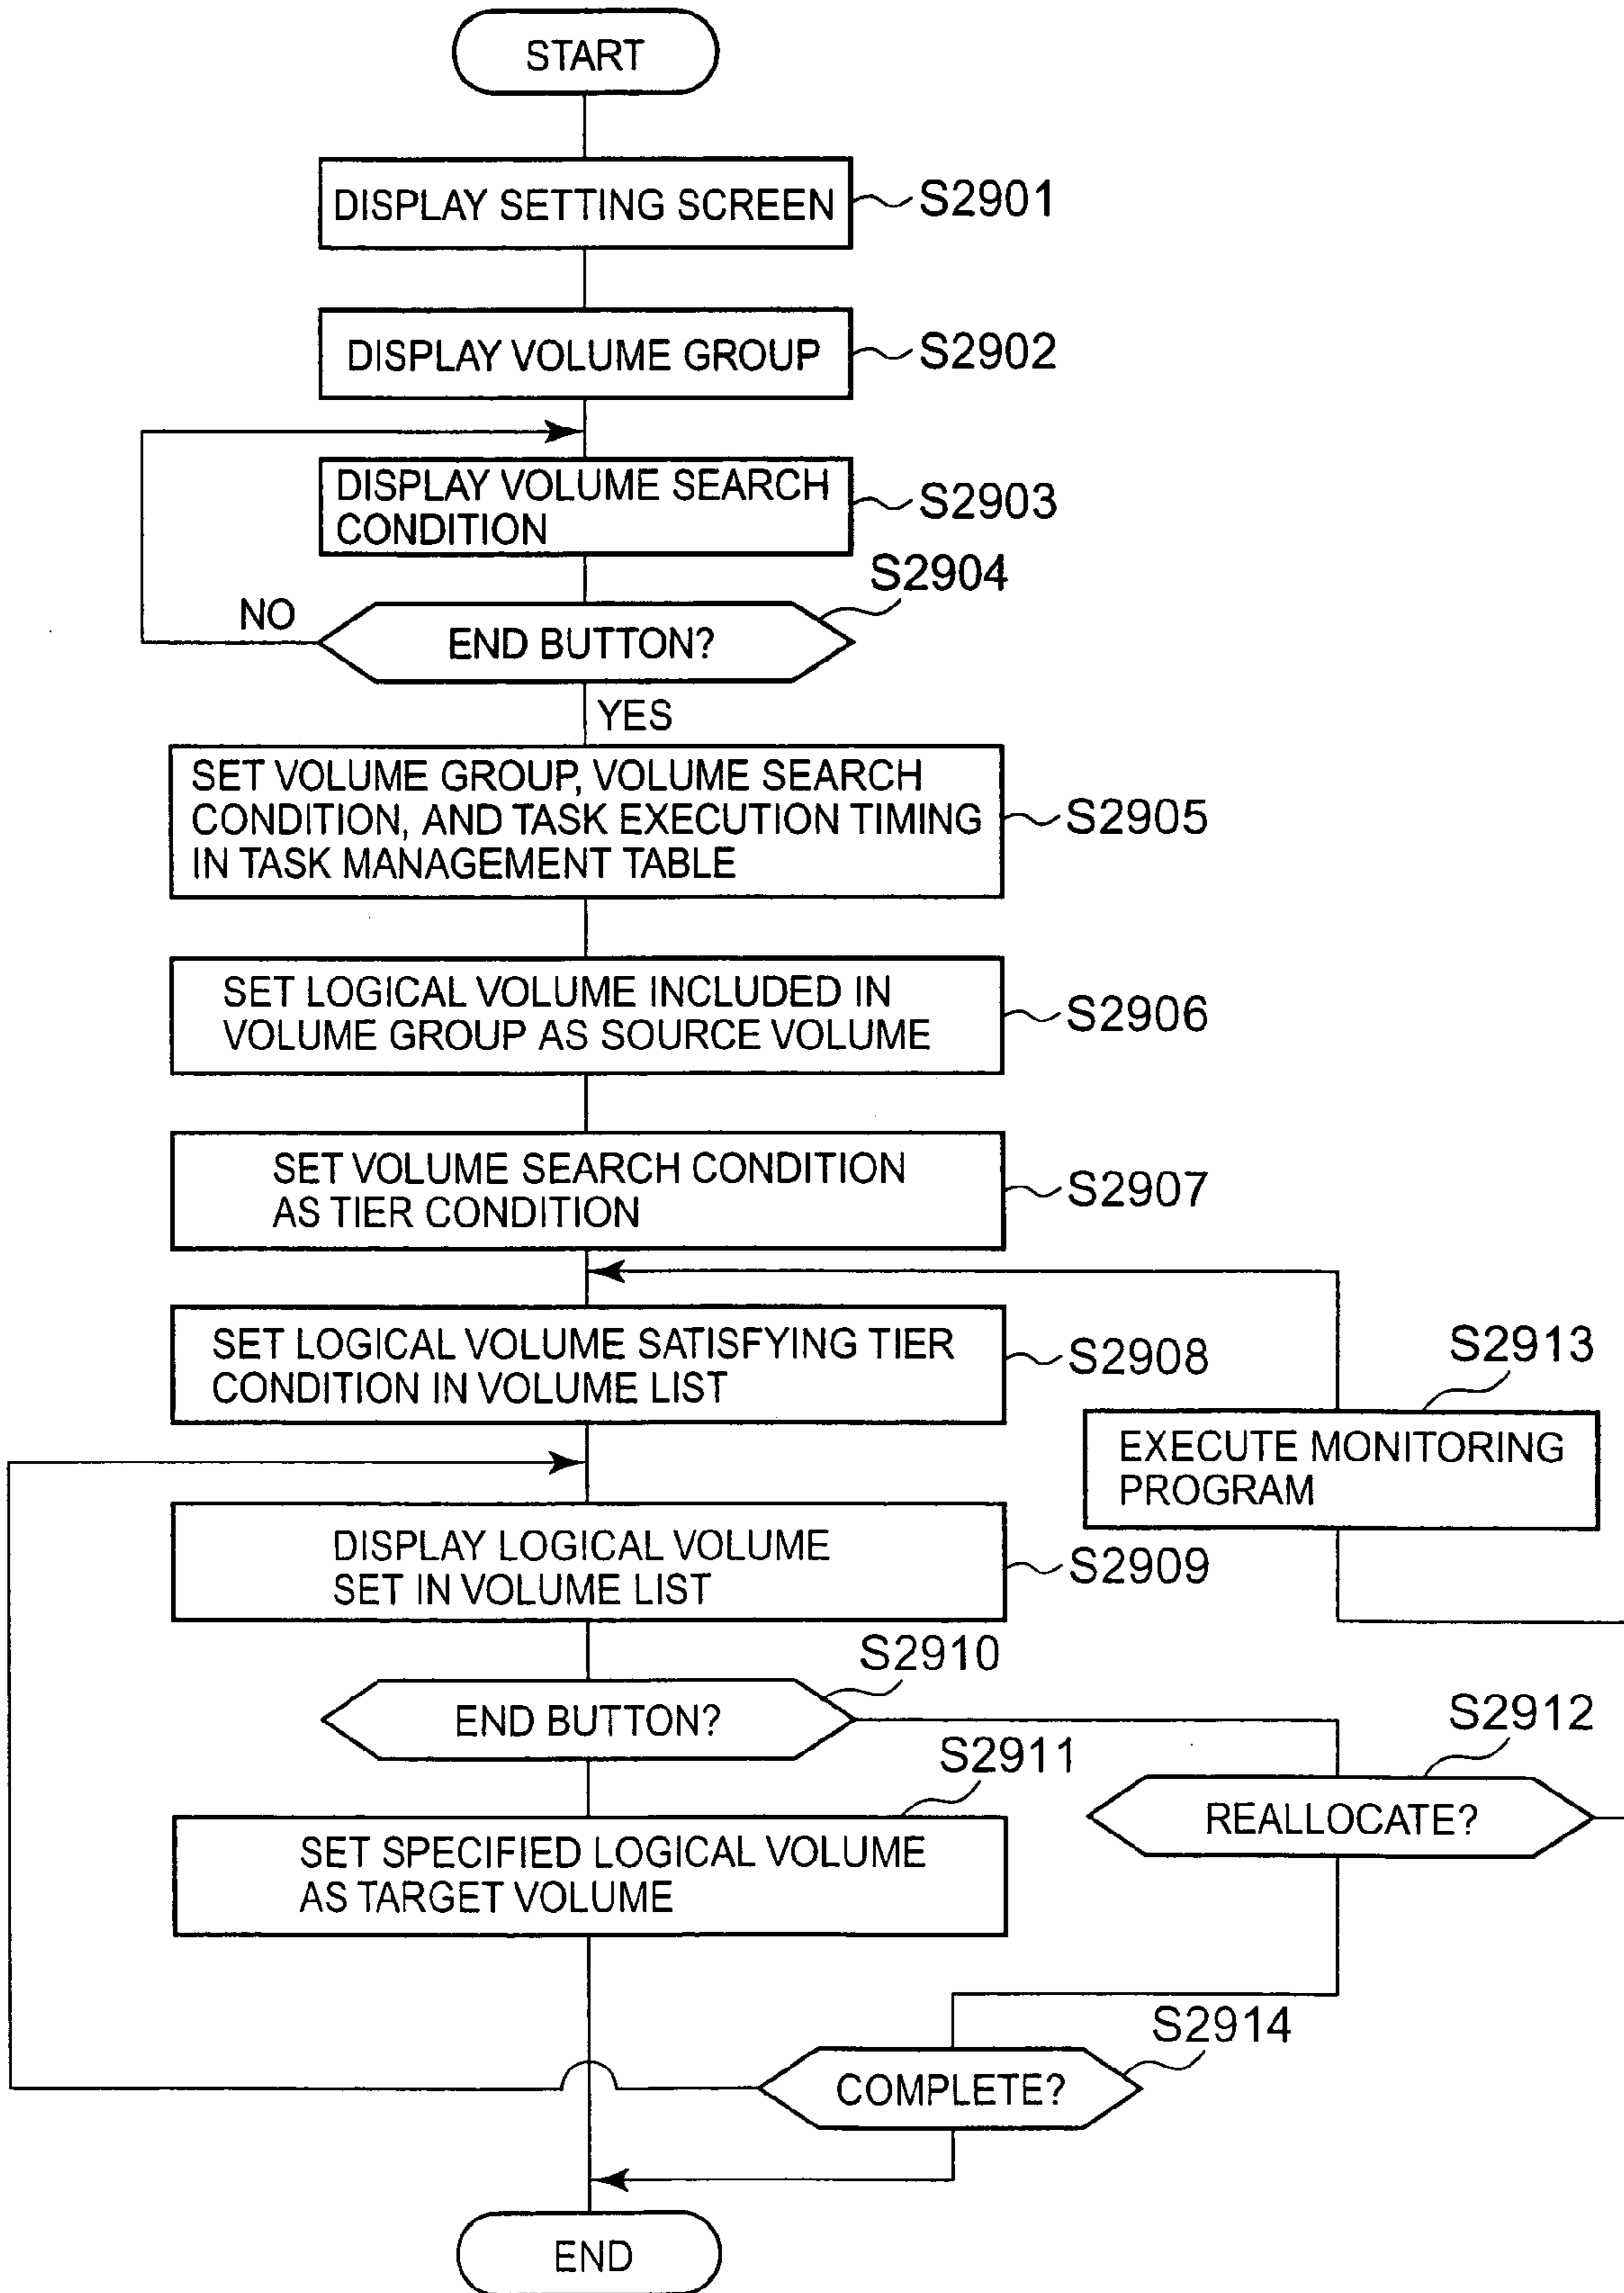 START
DISPLAY SETTING SCREEN
S2901
DISPLAY VOLUME GROUP
S2902
DISPLAY VOLUME SEARCH
CONDITION
S2903
S2904
NO
END BUTTON?
YES
SET VOLUME GROUP, VOLUME SEARCH
CONDITION, AND TASK EXECUTION TIMING
IN TASK MANAGEMENT TABLE
S2905
SET LOGICAL VOLUME INCLUDED IN
VOLUME GROUP AS SOURCE VOLUME
S2906
SET VOLUME SEARCH CONDITION
AS TIER CONDITION
S2907
SET LOGICAL VOLUME SATISFYING TIER
CONDITION IN VOLUME LIST
S2908
S2913
EXECUTE MONITORING
PROGRAM
DISPLAY LOGICAL VOLUME
SET IN VOLUME LIST
S2909
S2910
END BUTTON?
S2912
REALLOCATE?
S2911
SET SPECIFIED LOGICAL VOLUME
AS TARGET VOLUME
S2914
COMPLETE?
END